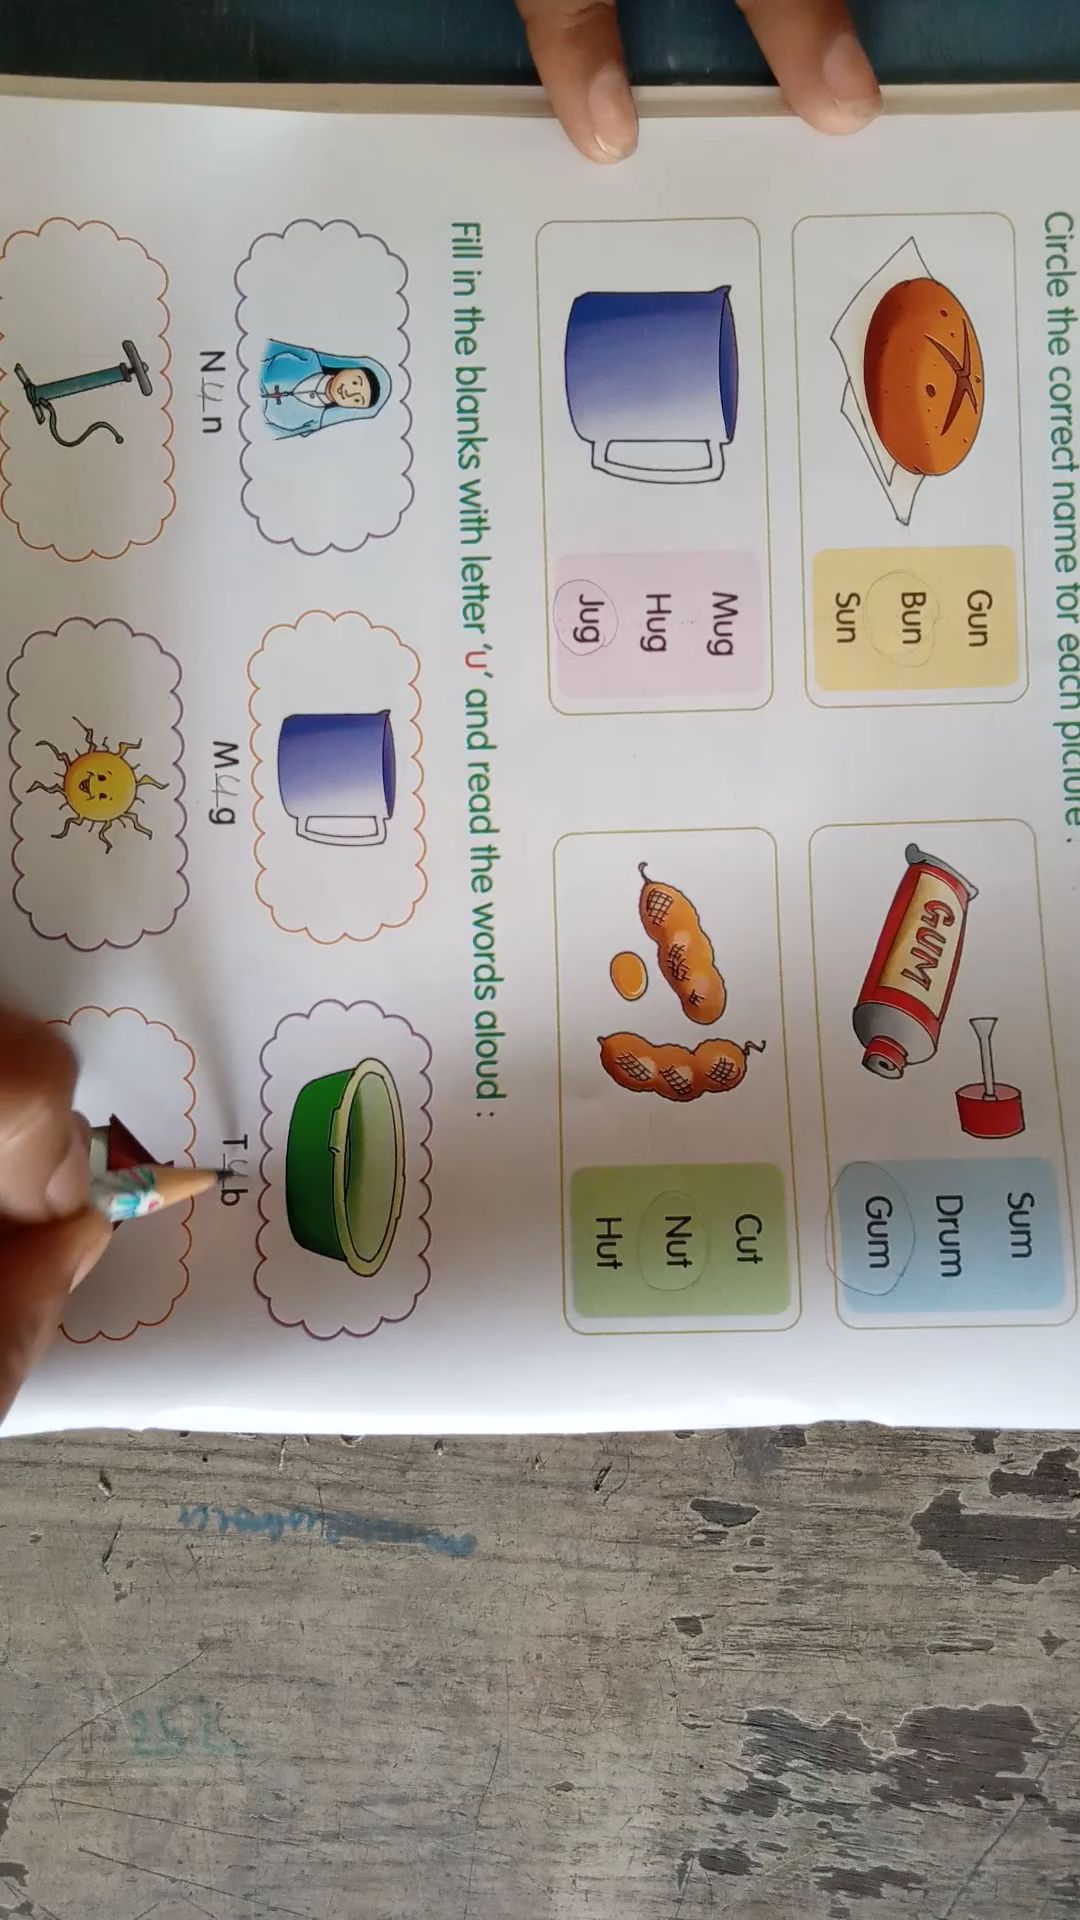 Circle the correct name for each picture :
Gun
Bun
Sun
GUM
Sum
Drum
Gum
Mug
Hug
Jug
Cut
Nut
Hut
Fill in the blanks with letter 'u' and read the words aloud :
Nun
Mug
Tub